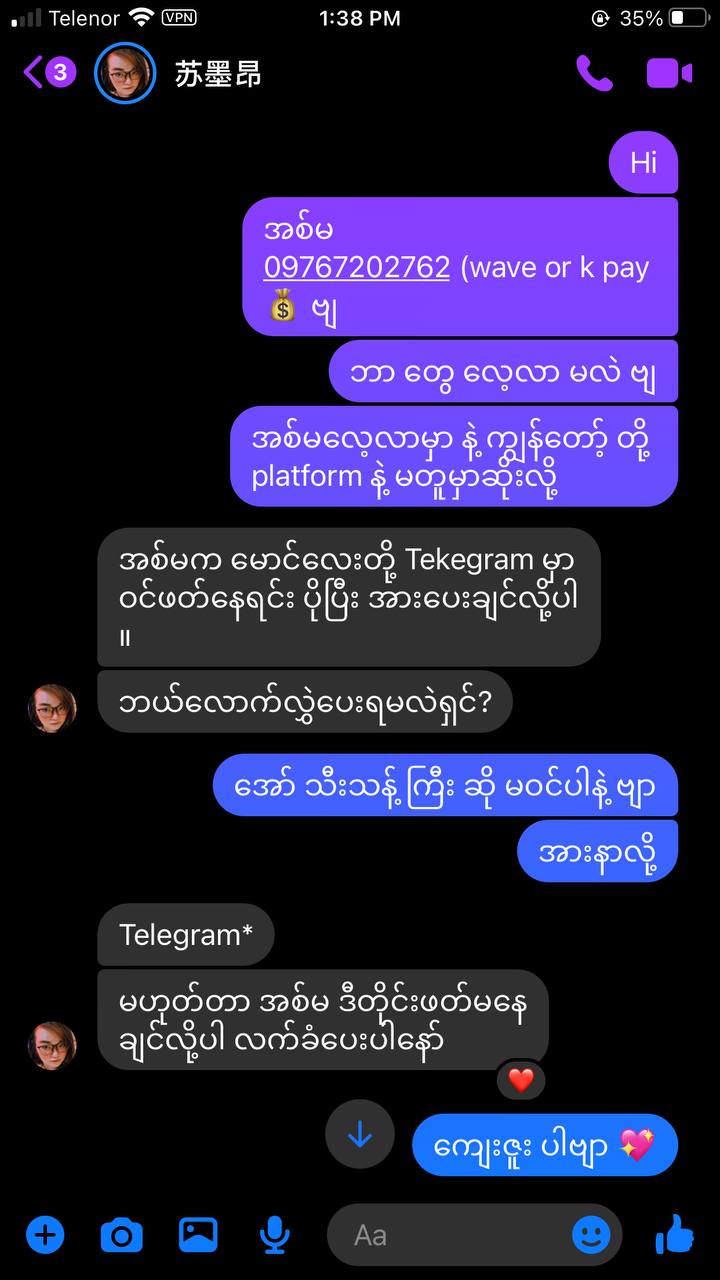 Telenor VPN 1:38 PM 35%
3 苏墨昂
Hi
အစ်မ
09767202762 (wave or k pay
💰 ဗျ
ဘာ တွေ လေ့လာ မလဲ ဗျ
အစ်မလေ့လာမှာ နဲ့ ကျွန်တော့် တို့
platform နဲ့ မတူမှာဆိုးလို့
အစ်မက မောင်လေးတို့ Tekegram မှာ
ဝင်ဖတ်နေရင်း ပိုပြီး အားပေးချင်လို့ပါ
။
ဘယ်လောက်လွှဲပေးရမလဲရှင်?
အော် သီးသန့် ကြီး ဆို မဝင်ပါနဲ့ ဗျာ
အားနာလို့
Telegram*
မဟုတ်တာ အစ်မ ဒီတိုင်းဖတ်မနေ
ချင်လို့ပါ လက်ခံပေးပါနော်
❤️
ကျေးဇူး ပါဗျာ 💖
Aa